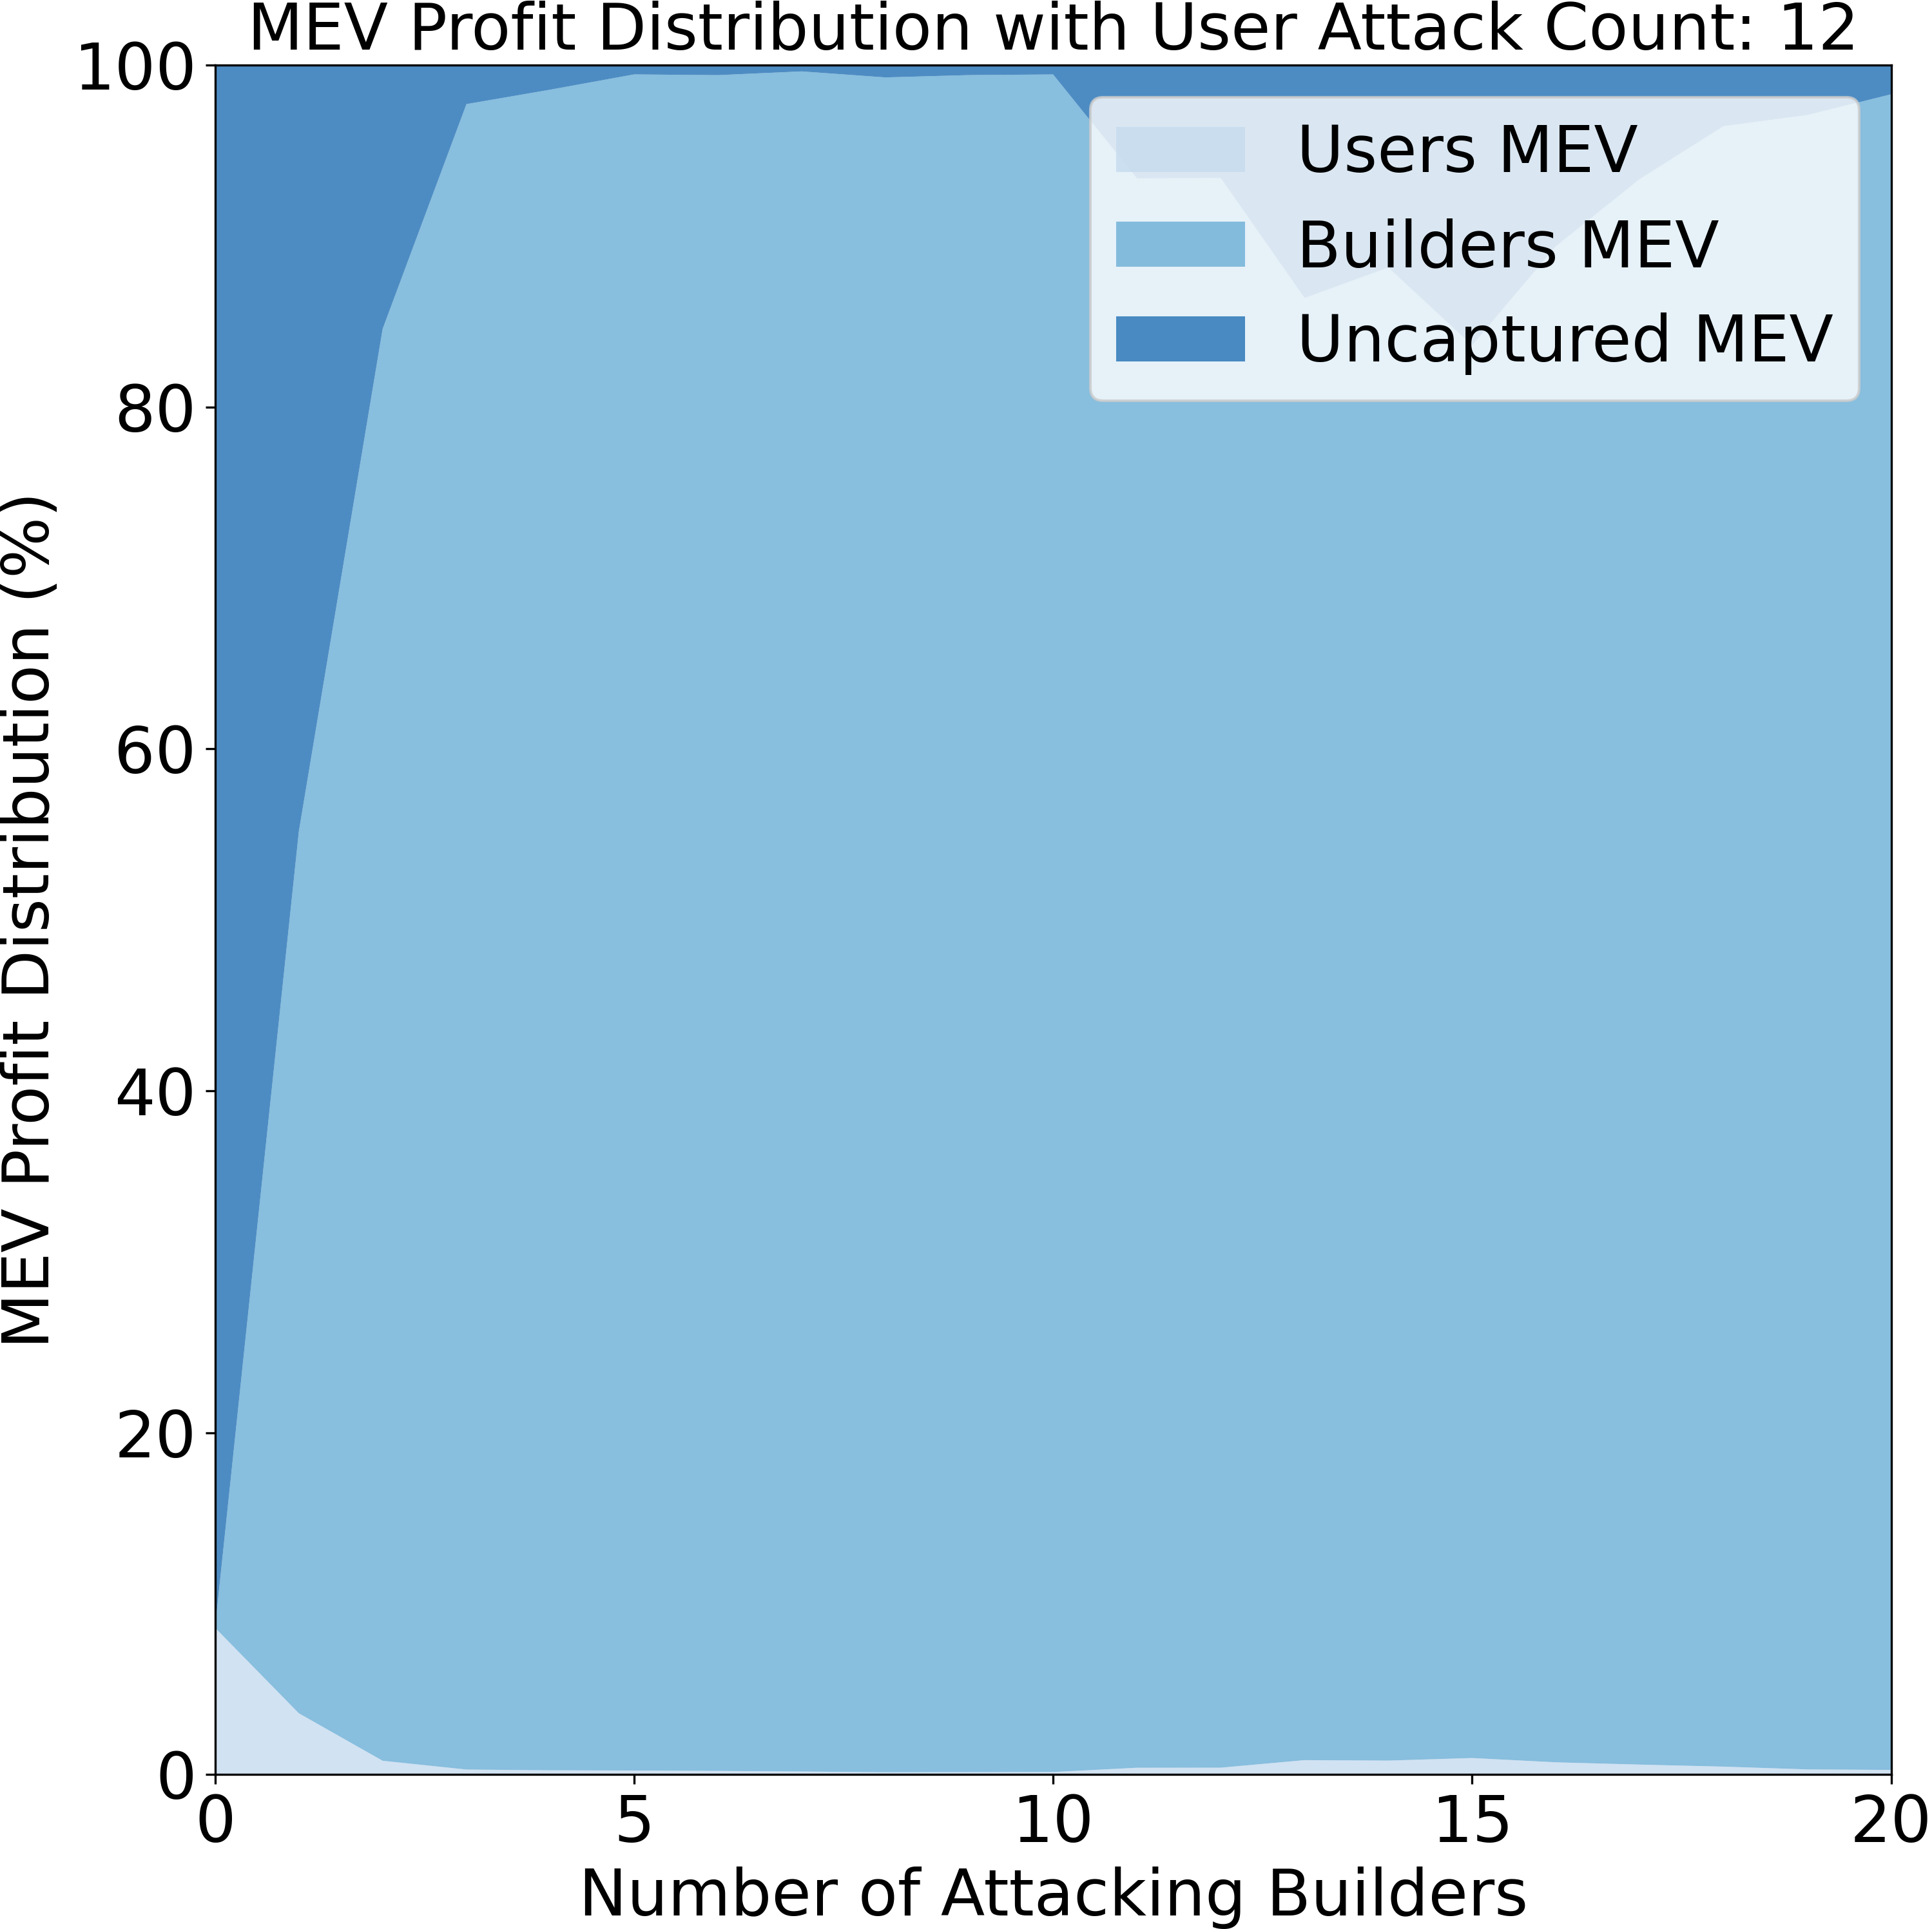 MEV Profit Distribution with User Attack Count: 12
MEV Profit Distribution (%)
100
80
60
40
20
0
Users MEV
Builders MEV
Uncaptured MEV
0 5 10 15 20
Number of Attacking Builders